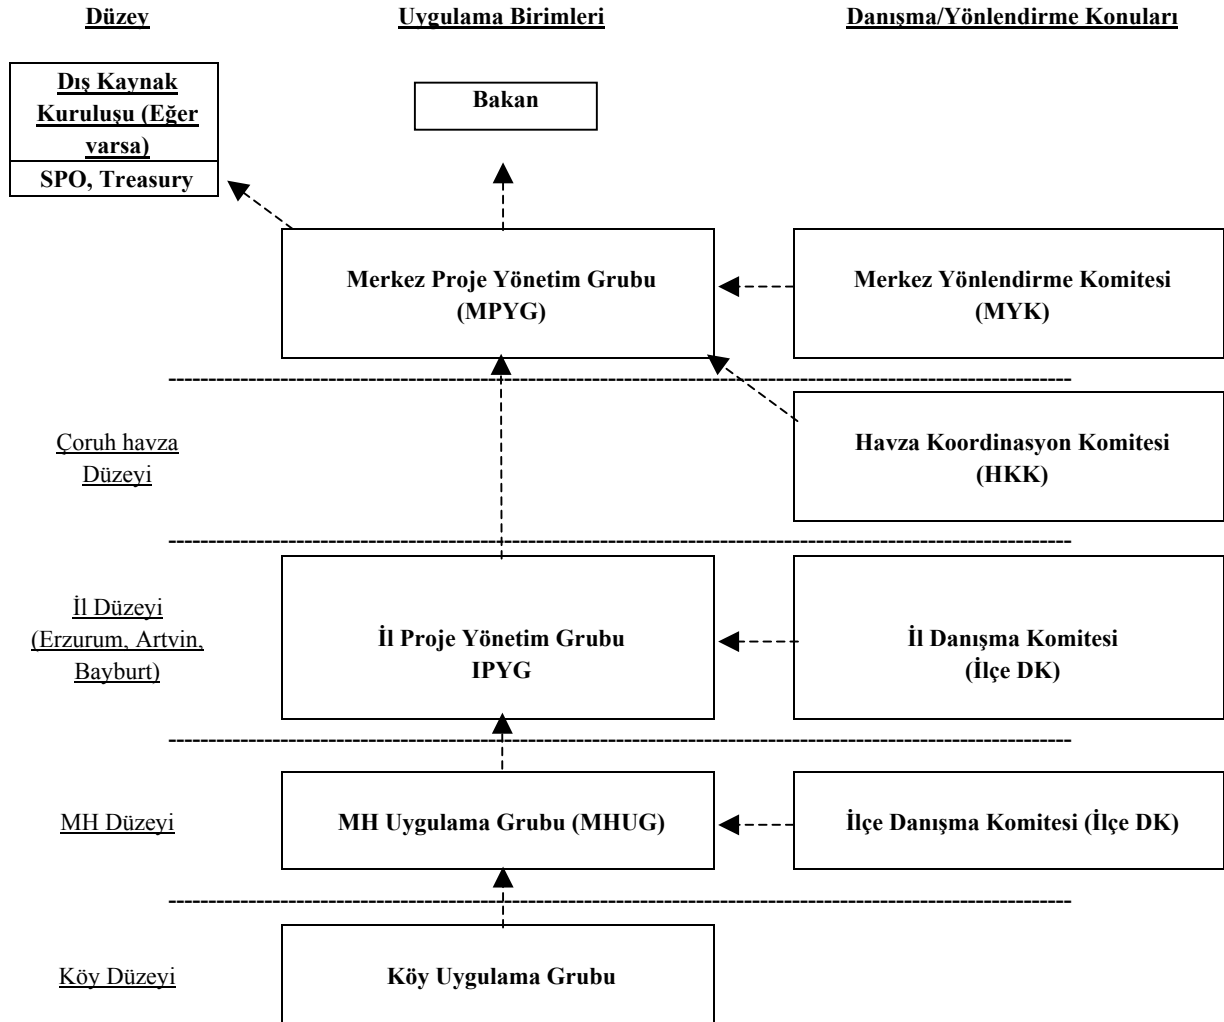 Düzey
Uygulama Birimleri
Danışma/Yönlendirme Konuları
Dış Kaynak
Kuruluşu (Eğer
varsa)
SPO, Treasury
Bakan
Merkez Proje Yönetim Grubu
(MPYG)
Merkez Yönlendirme Komitesi
(MYK)
Çoruh havza
Düzeyi
Havza Koordinasyon Komitesi
(HKK)
İl Düzeyi
(Erzurum, Artvin,
Bayburt)
İl Proje Yönetim Grubu
IPYG
İl Danışma Komitesi
(İlçe DK)
MH Düzeyi
MH Uygulama Grubu (MHUG)
İlçe Danışma Komitesi (İlçe DK)
Köy Düzeyi
Köy Uygulama Grubu